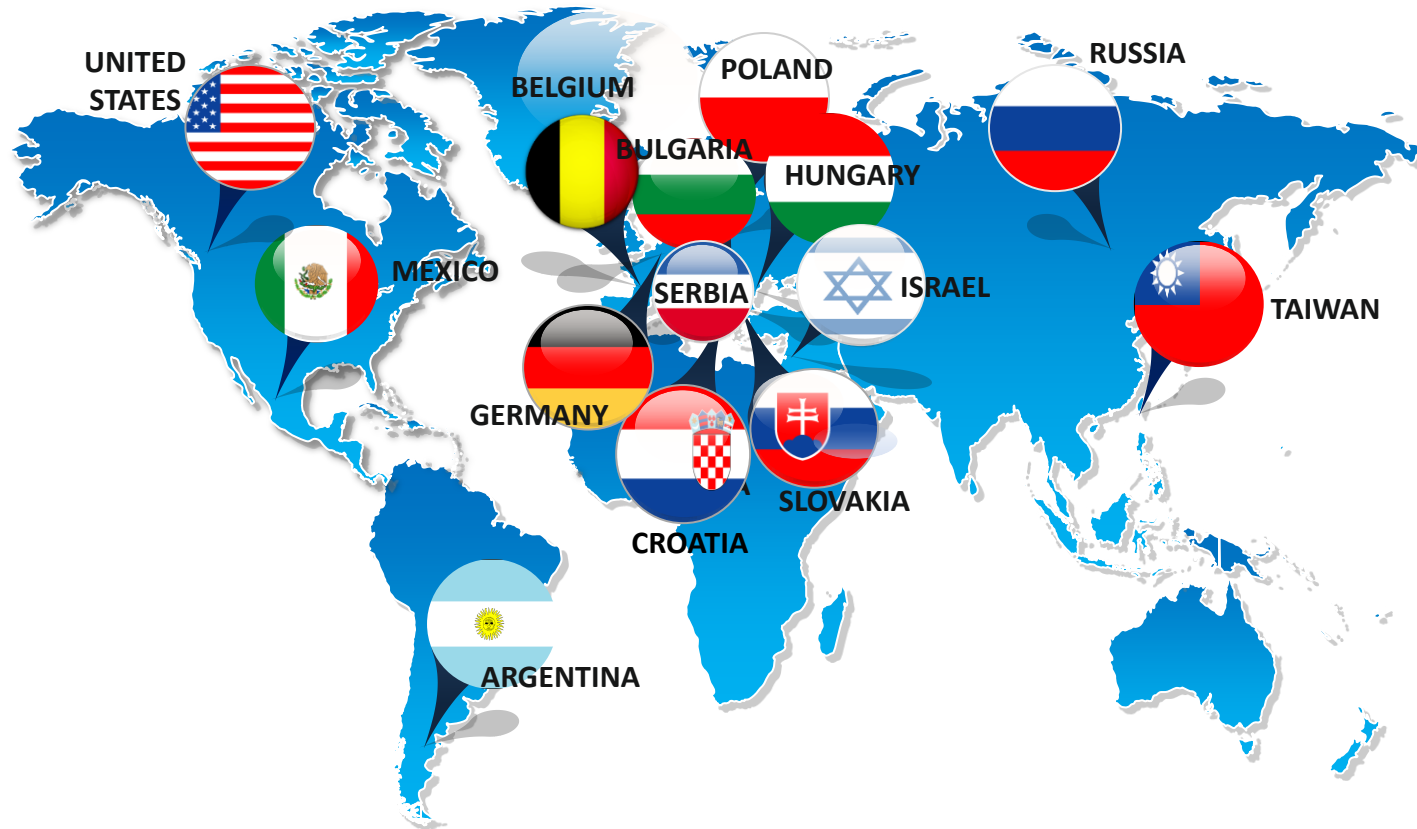 UNITED
STATES
BELGIUM
POLAND
RUSSIA
BULGARIA
HUNGARY
MEXICO
SERBIA
ISRAEL
TAIWAN
GERMANY
SLOVAKIA
CROATIA
ARGENTINA